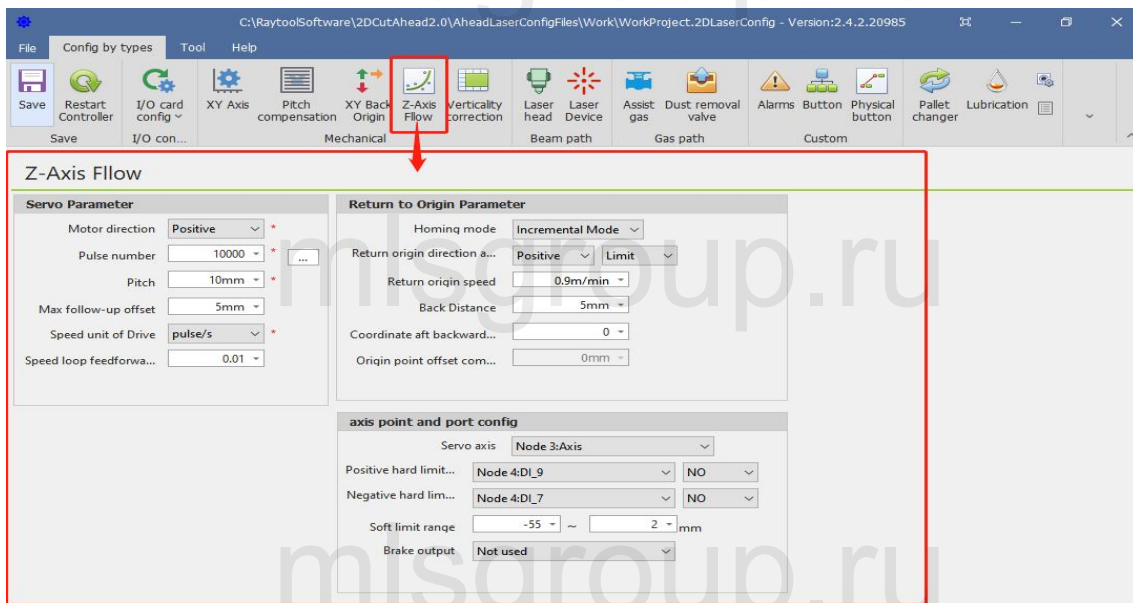 C:\RaytoolSoftware\2DCutAhead2.0\AheadLaserConfigFiles\Work\WorkProject.2DLaserConfig - Version:2.4.2.20985
File Config by types Tool Help
Save Restart Controller I/O card config XY Axis Pitch compensation XY Back Origin Z-Axis Fllow Verticality correction Laser head Laser Device Assist gas Dust removal valve Alarms Button Physical button Pallet changer Lubrication
Save I/O con... Mechanical Beam path Gas path Custom
Z-Axis Fllow
Servo Parameter Return to Origin Parameter
Motor direction Positive * Homing mode Incremental Mode
Pulse number 10000 * ... Return origin direction a... Positive Limit
Pitch 10mm * Return origin speed 0.9m/min
Max follow-up offset 5mm Back Distance 5mm
Speed unit of Drive pulse/s * Coordinate aft backward... 0
Speed loop feedforwa... 0.01 Origin point offset com... 0mm
axis point and port config
Servo axis Node 3:Axis
Positive hard limit... Node 4:DI_9 NO
Negative hard lim... Node 4:DI_7 NO
Soft limit range -55 ~ 2 mm
Brake output Not used
mlsgroup.ru
mlsgroup.ru